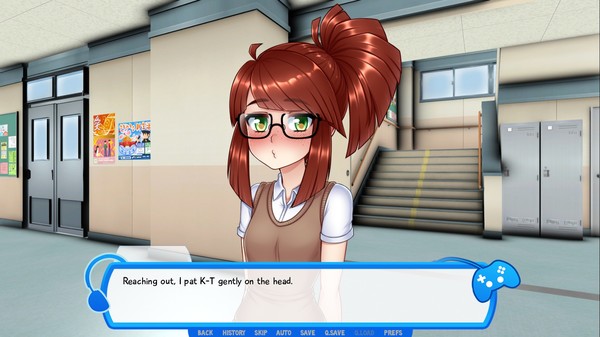 Reaching out, I pat K-T gently on the head.
BACK HISTORY SKIP AUTO SAVE Q.SAVE Q.LOAD PREFS